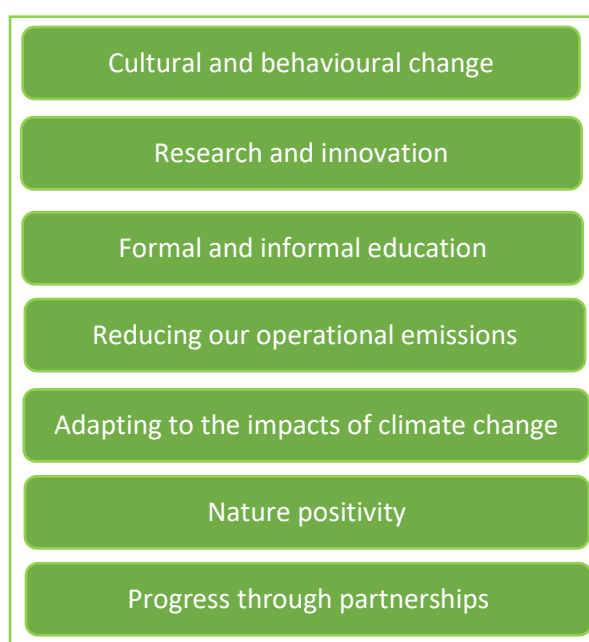 Cultural and behavioural change
Research and innovation
Formal and informal education
Reducing our operational emissions
Adapting to the impacts of climate change
Nature positivity
Progress through partnerships